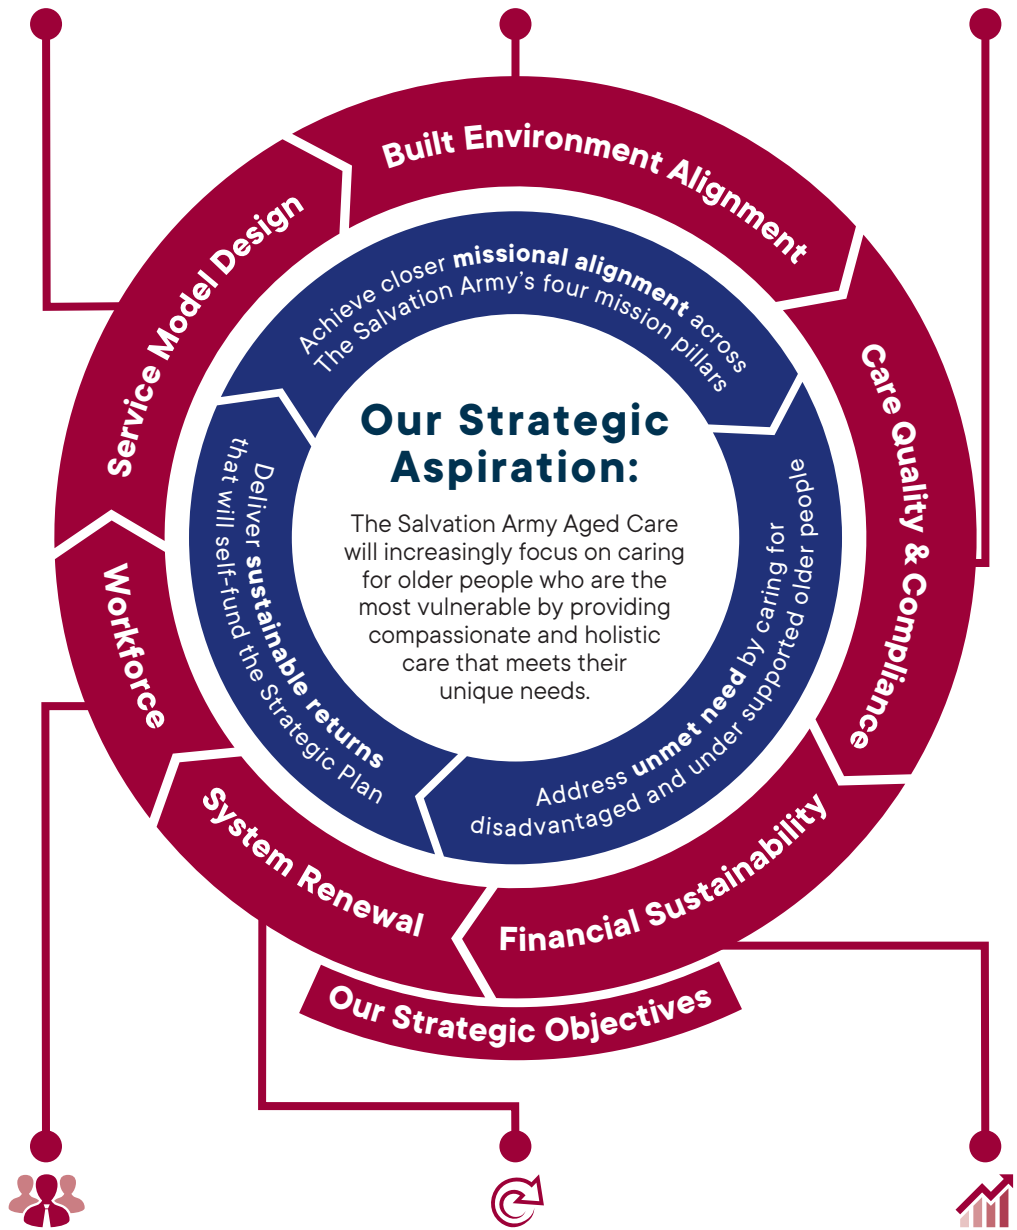 Built Environment Alignment
Service Model Design
Care Quality & Compliance
Achieve closer missional alignment across
The Salvation Army’s four mission pillars
Our Strategic
Aspiration:
The Salvation Army Aged Care
will increasingly focus on caring
for older people who are the
most vulnerable by providing
compassionate and holistic
care that meets their
unique needs.
Deliver sustainable returns
that will self-fund the Strategic Plan
Address unmet need by caring for
disadvantaged and under supported older people
Workforce
System Renewal
Financial Sustainability
Our Strategic Objectives